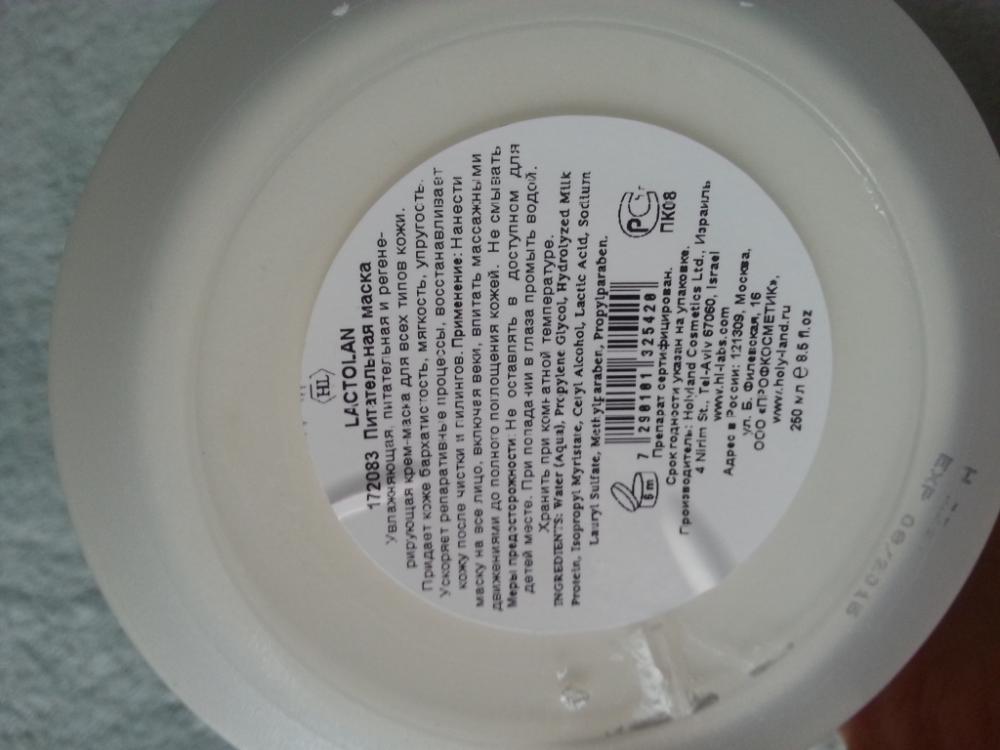 HL
LACTOLAN
172083 Питательная маска
Увлажняющая, питательная и регене-
рирующая крем-маска для всех типов кожи.
Придает коже бархатистость, мягкость, упругость.
Ускоряет репаративные процессы, восстанавливает
кожу после чистки и пилингов. Применение: Нанести
маску на все лицо, включая веки, впитать массажными
движениями до полного поглощения кожей. Не смывать
Меры предосторожности: Не оставлять в доступном для
детей месте. При попадании в глаза промыть водой.
Хранить при комнатной температуре.
INGREDIENTS: Water (Aqua), Propylene Glycol, Hydrolyzed Milk
Protein, Isopropyl Myristate, Cetyl Alcohol, Lactic Acid, Sodium
Lauryl Sulfate, Methylparaben, Propylparaben.
7 290101 325420
6m
РСТ
ПК08
Препарат сертифицирован.
Срок годности указан на упаковке.
Производитель: Holyland Cosmetics Ltd., Израиль
4 Nirim St., Tel-Aviv 67060, Israel
www.hl-labs.com
Адрес в России: 121309, Москва,
ул. Б. Филевская, 16
ООО «ПРОФКОСМЕТИК»,
www.holy-land.ru
250 мл ℮ 8.5 fl.oz
EXP 08/2016